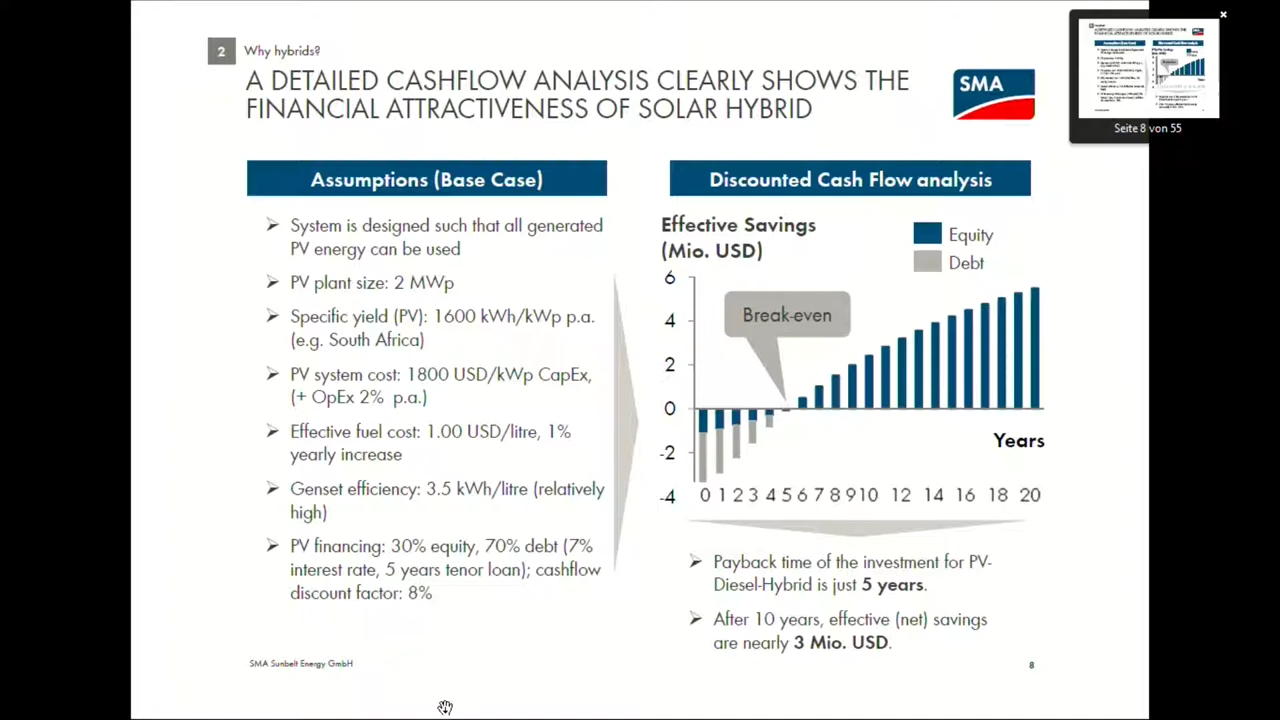 2 Why hybrids?
A DETAILED CASHFLOW ANALYSIS CLEARLY SHOWS THE
FINANCIAL ATTRACTIVENESS OF SOLAR HYBRID
SMA
Seite 8 von 55
Assumptions (Base Case)
System is designed such that all generated
PV energy can be used
PV plant size: 2 MWp
Specific yield (PV): 1600 kWh/kWp p.a.
(e.g. South Africa)
PV system cost: 1800 USD/kWp CapEx,
(+ OpEx 2% p.a.)
Effective fuel cost: 1.00 USD/litre, 1%
yearly increase
Genset efficiency: 3.5 kWh/litre (relatively
high)
PV financing: 30% equity, 70% debt (7%
interest rate, 5 years tenor loan); cashflow
discount factor: 8%
Discounted Cash Flow analysis
Effective Savings
(Mio. USD)
Equity
Debt
6
4
2
0
-2
-4
Break-even
Years
0 1 2 3 4 5 6 7 8 9 10 12 14 16 18 20
Payback time of the investment for PV-
Diesel-Hybrid is just 5 years.
After 10 years, effective (net) savings
are nearly 3 Mio. USD.
SMA Sunbelt Energy GmbH
8